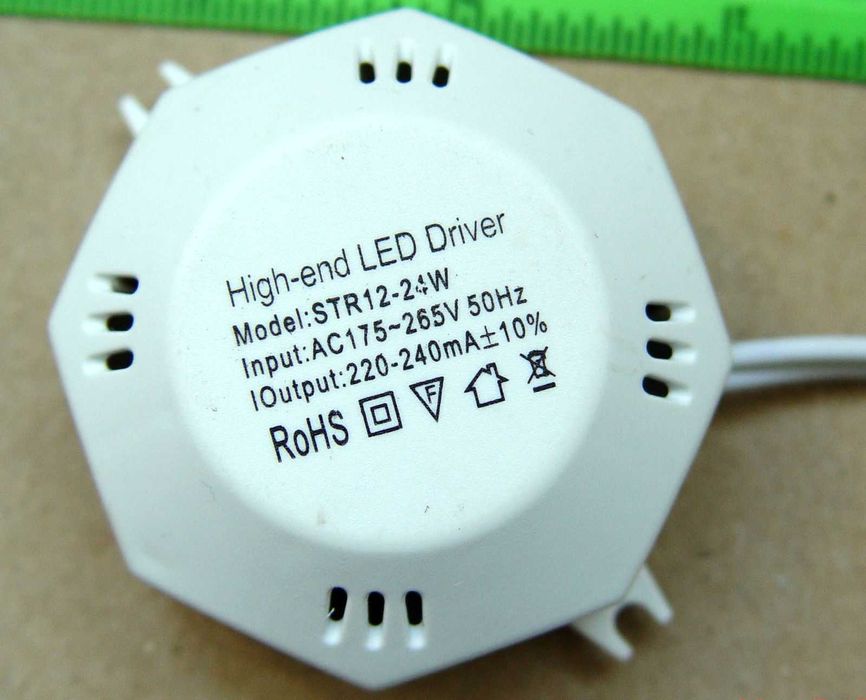 High-end LED Driver
Model:STR12-24W
Input:AC175~265V 50Hz
IOutput:220-240mA±10%
RoHS F